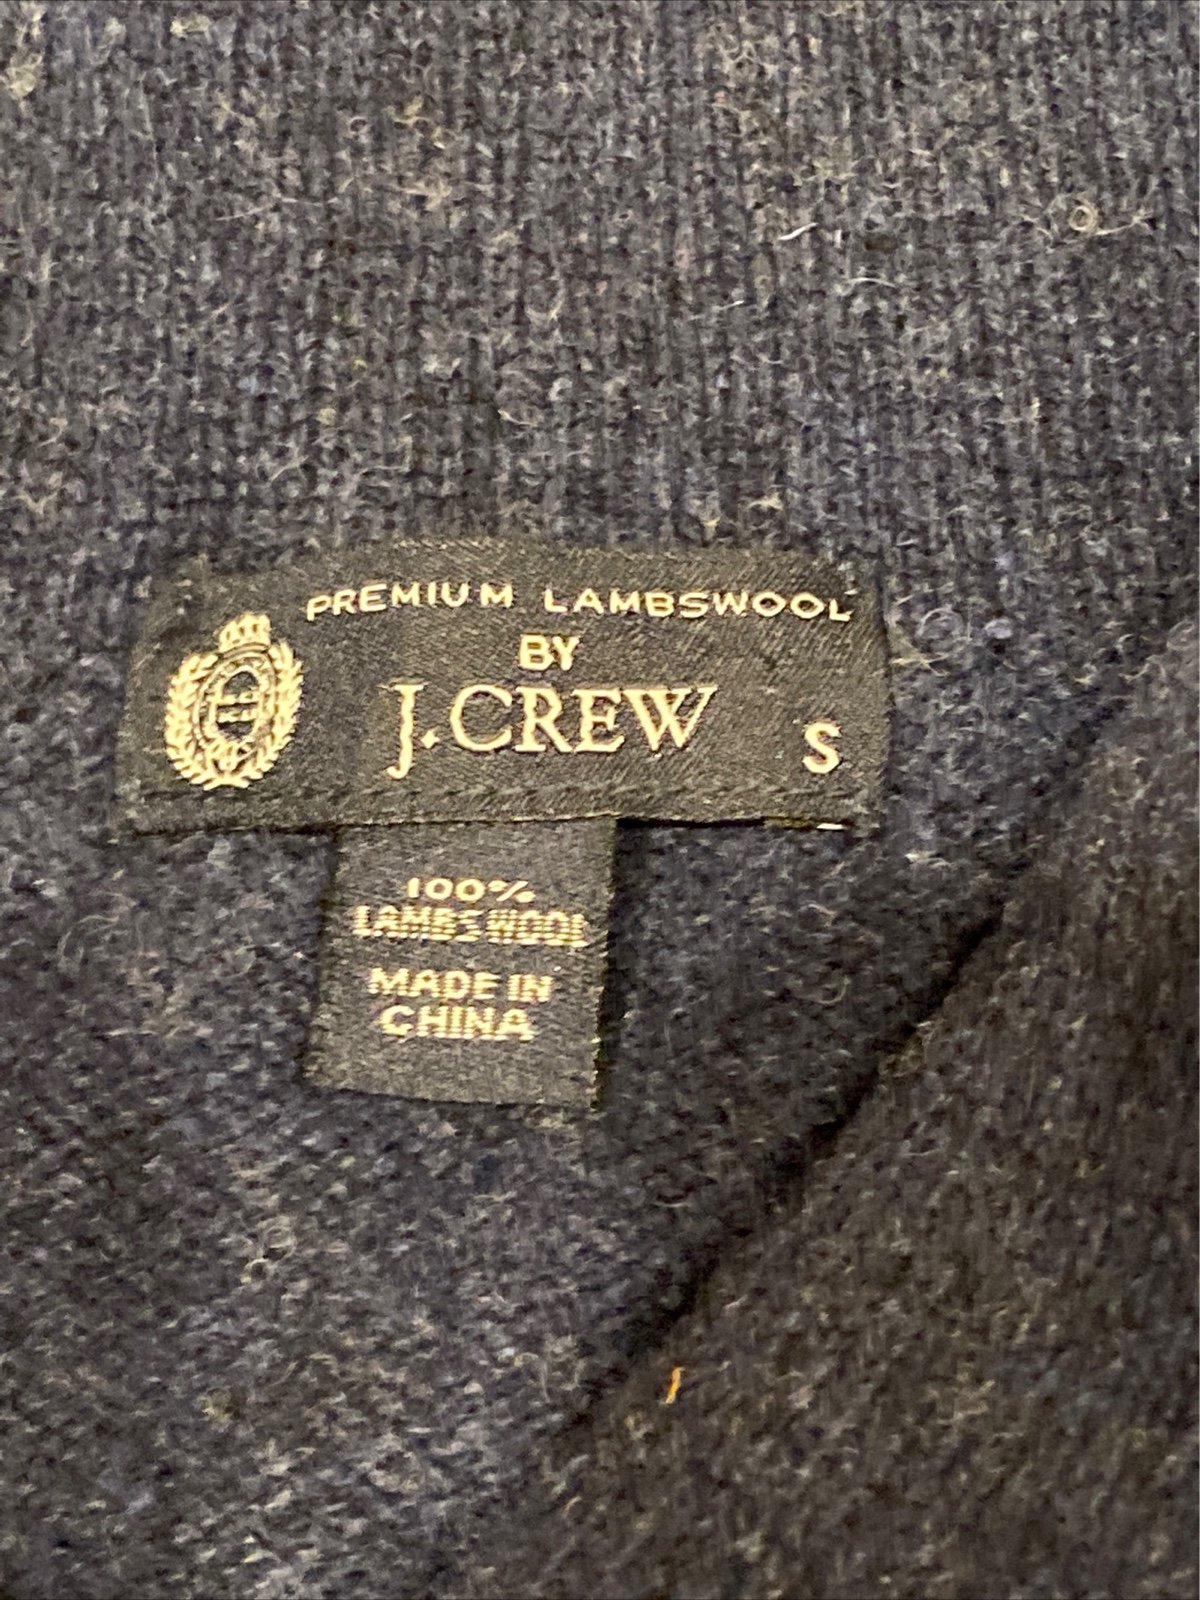 PREMIUM LAMBSWOOL
BY
J.CREW
S
100%
LAMBSWOOL
MADE IN
CHINA